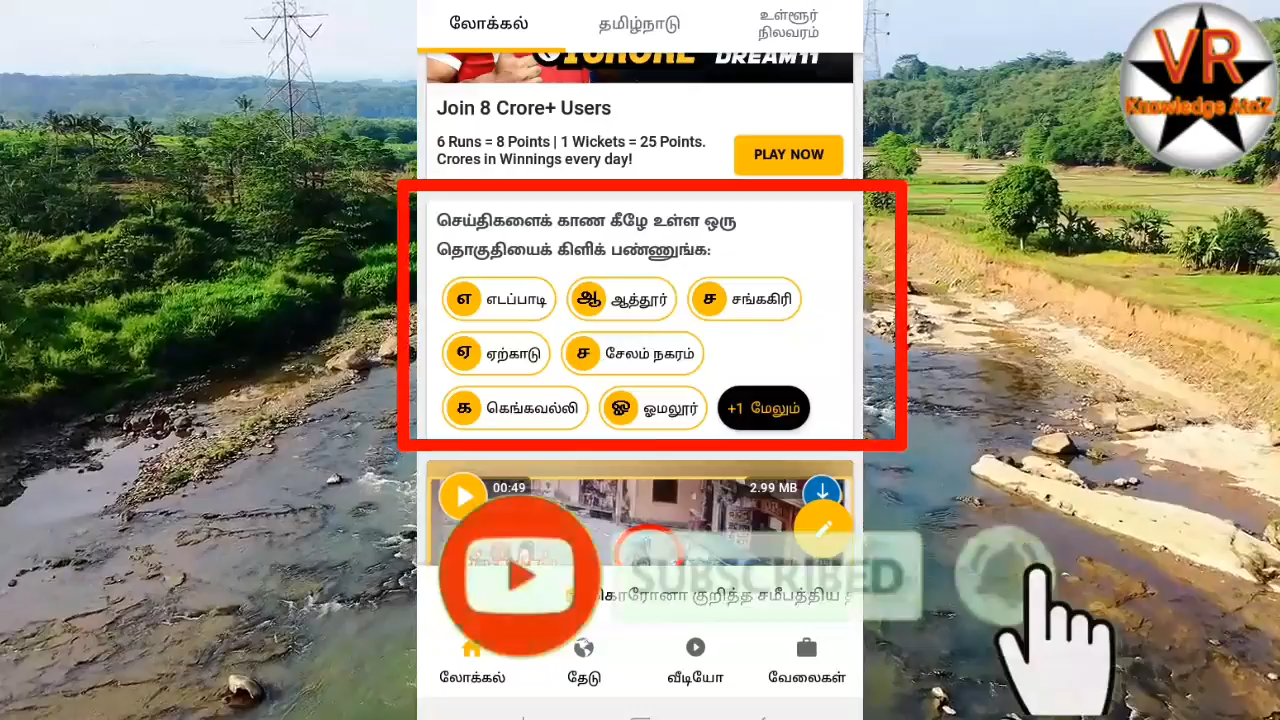 லோக்கல் தமிழ்நாடு உள்ளூர் நிலவரம்
VR
Knowledge AtoZ
1 CRORE DREAM11
Join 8 Crore+ Users
6 Runs = 8 Points | 1 Wickets = 25 Points.
Crores in Winnings every day!
PLAY NOW
செய்திகளைக் காண கீழே உள்ள ஒரு
தொகுதியைக் கிளிக் பண்ணுங்க:
எ எடப்பாடி ஆ ஆத்தூர் ச சங்ககிரி
ஏ ஏற்காடு ச சேலம் நகரம்
க கெங்கவல்லி ஓ ஓமலூர் +1 மேலும்
00:49 2.99 MB
SUBSCRIBED
கொரோனா குறித்த சமீபத்திய
லோக்கல் தேடு வீடியோ வேலைகள்